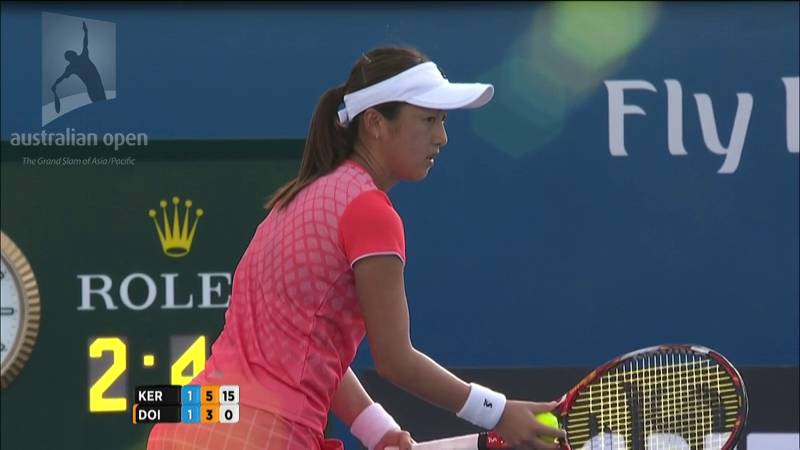 australian open
The Grand Slam of Asia/Pacific
Fly
ROLE
2 · 4
KER 1 5 15
DOI 1 3 0